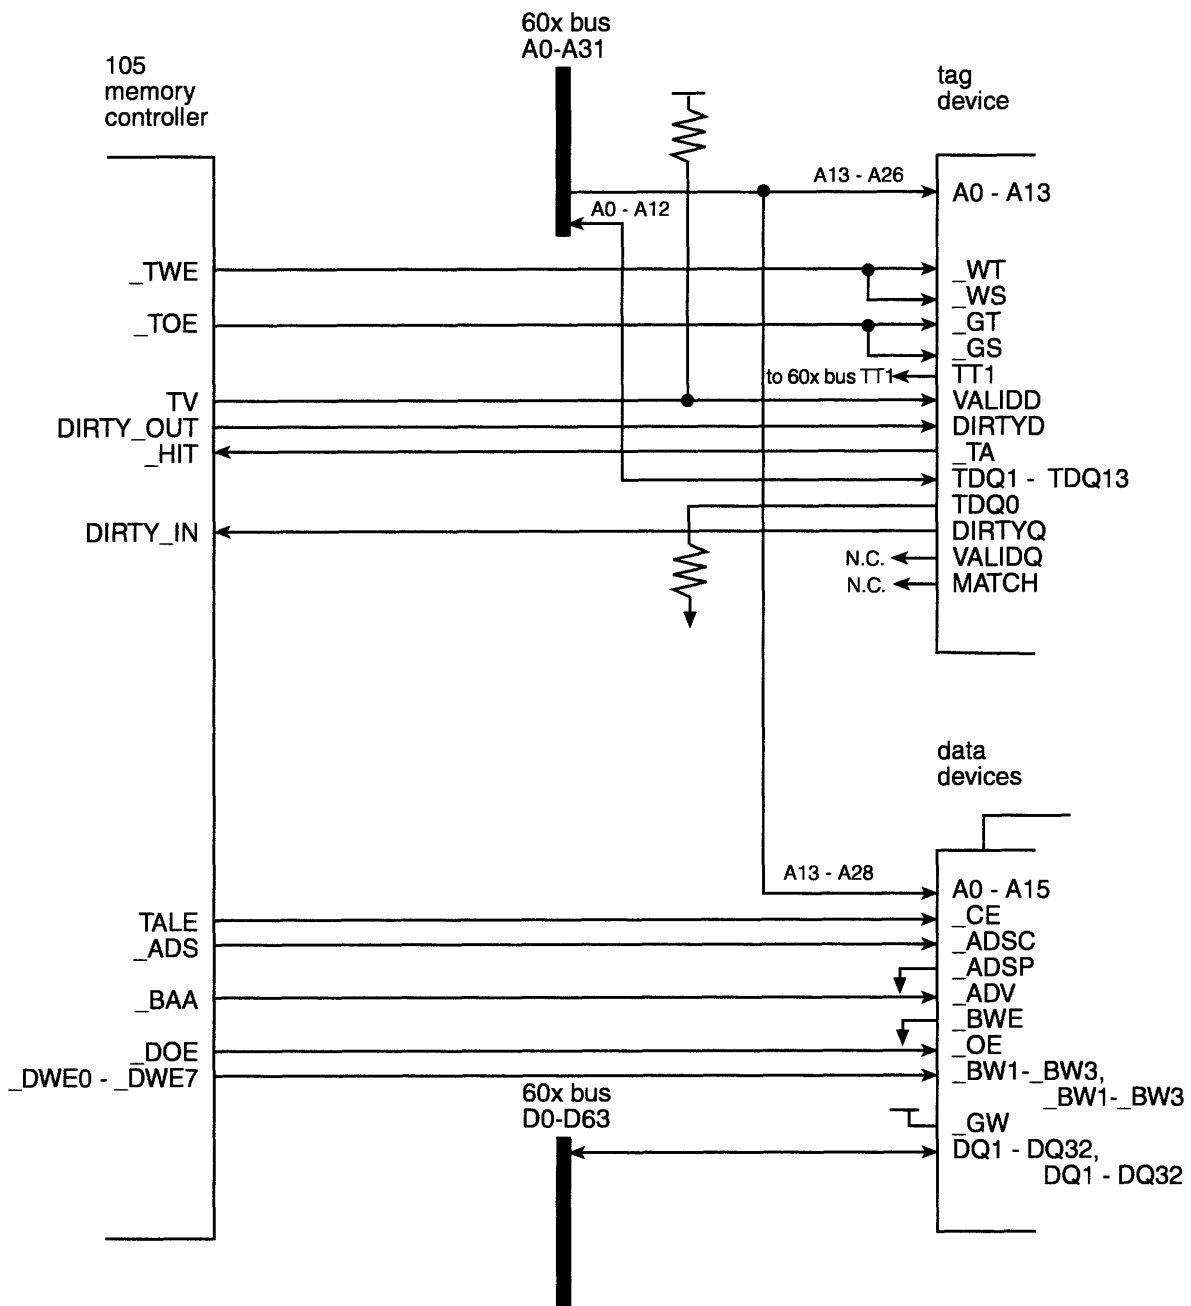 60x bus
A0-A31
105
memory
controller
tag
device
A13 - A26
A0 - A13
A0 - A12
_TWE
_WT
_WS
_TOE
_GT
_GS
to 60x bus TT1
TT1
TV
VALIDD
DIRTY_OUT
DIRTYD
_HIT
_TA
TDQ1 - TDQ13
TDQ0
DIRTY_IN
DIRTYQ
N.C.
VALIDQ
N.C.
MATCH
data
devices
A13 - A28
A0 - A15
TALE
_CE
_ADS
_ADSC
_ADSP
_BAA
_ADV
_BWE
_DOE
_OE
_DWE0 - _DWE7
_BW1-_BW3,
_BW1-_BW3
60x bus
D0-D63
_GW
DQ1 - DQ32,
DQ1 - DQ32